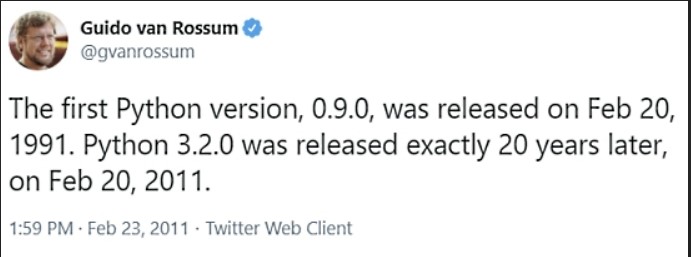 Guido van Rossum
@gvanrossum
The first Python version, 0.9.0, was released on Feb 20,
1991. Python 3.2.0 was released exactly 20 years later,
on Feb 20, 2011.
1:59 PM · Feb 23, 2011 · Twitter Web Client